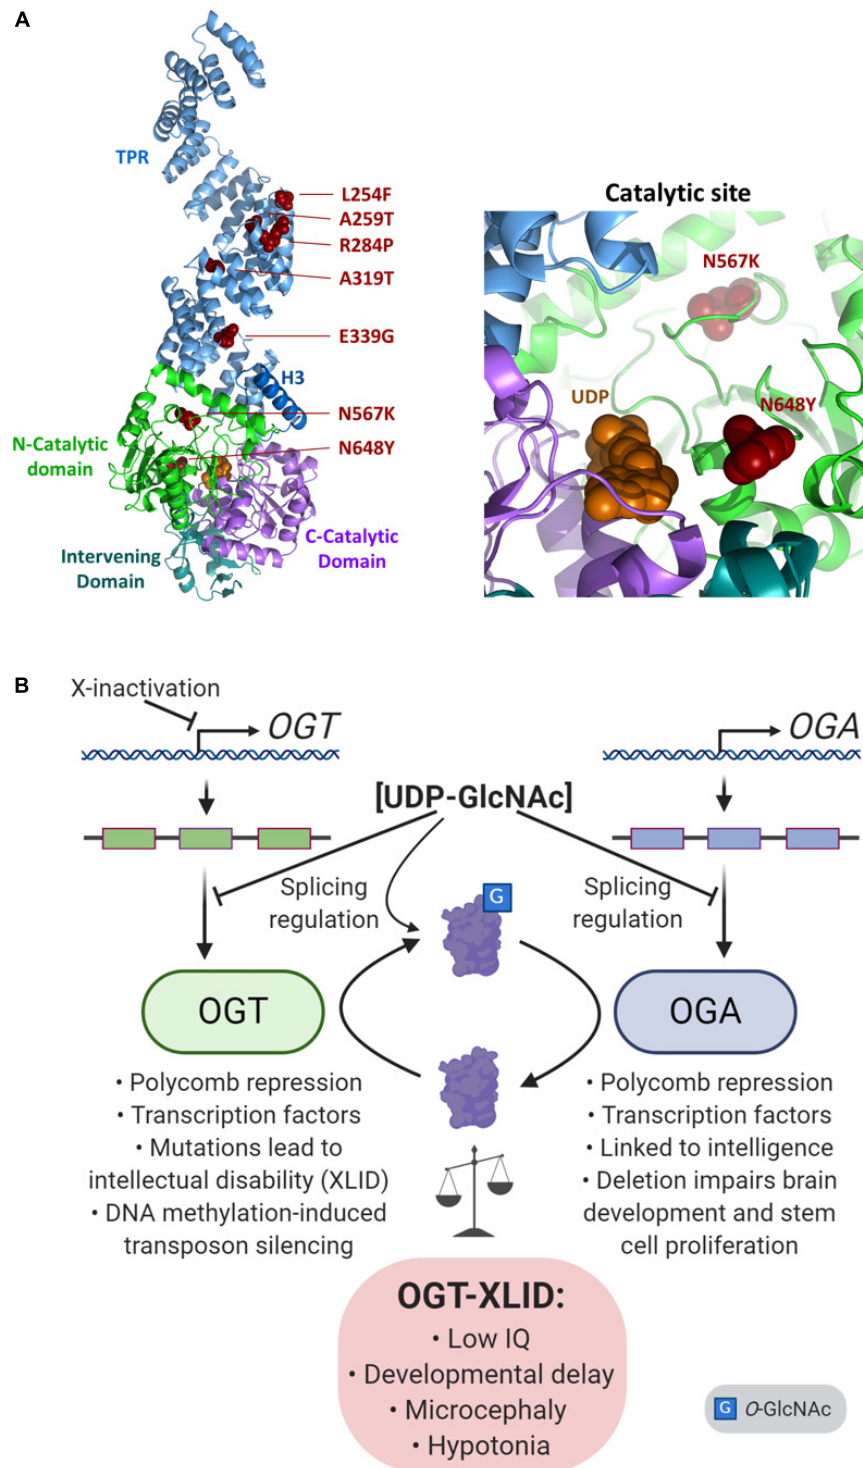 A
TPR
L254F
A259T
R284P
A319T
E339G
H3
N567K
N-Catalytic
domain
N648Y
C-Catalytic
Domain
Intervening
Domain
Catalytic site
N567K
UDP
N648Y
B
X-inactivation
OGT
OGA
[UDP-GlcNAc]
Splicing
regulation
G
Splicing
regulation
OGT
OGA
• Polycomb repression
• Transcription factors
• Mutations lead to
intellectual disability (XLID)
• DNA methylation-induced
transposon silencing
• Polycomb repression
• Transcription factors
• Linked to intelligence
• Deletion impairs brain
development and stem
cell proliferation
OGT-XLID:
• Low IQ
• Developmental delay
• Microcephaly
• Hypotonia
G O-GlcNAc